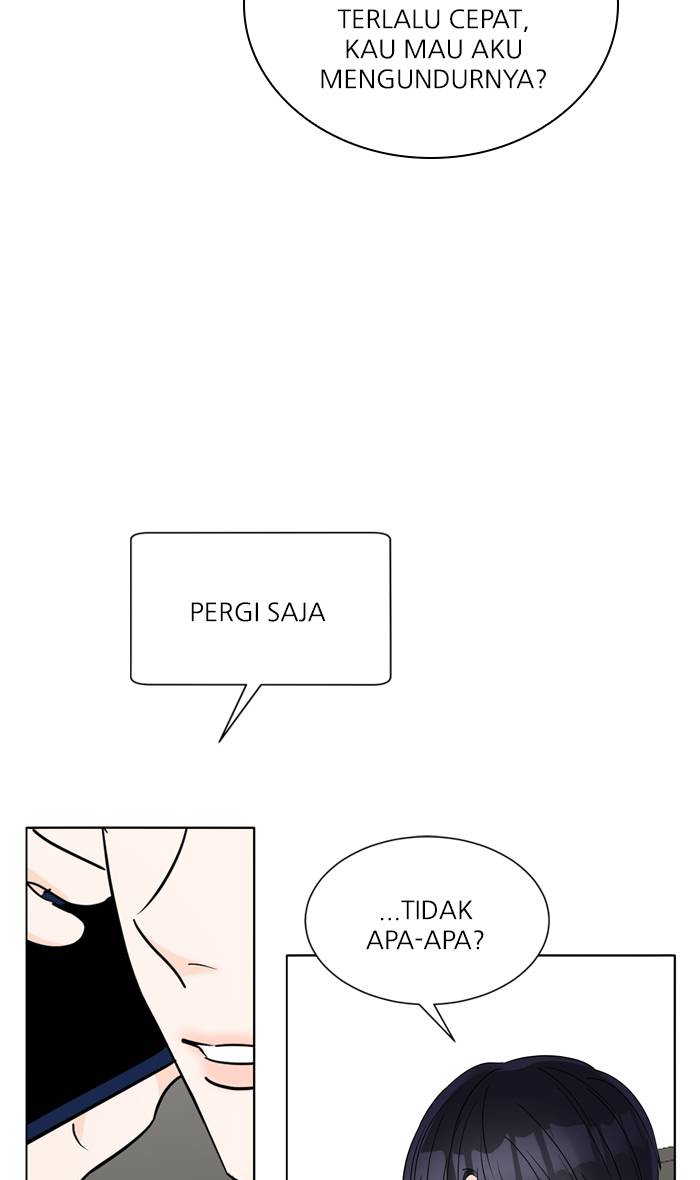 TERLALU CEPAT,
KAU MAU AKU
MENGUNDURNYA?
PERGI SAJA
...TIDAK
APA-APA?